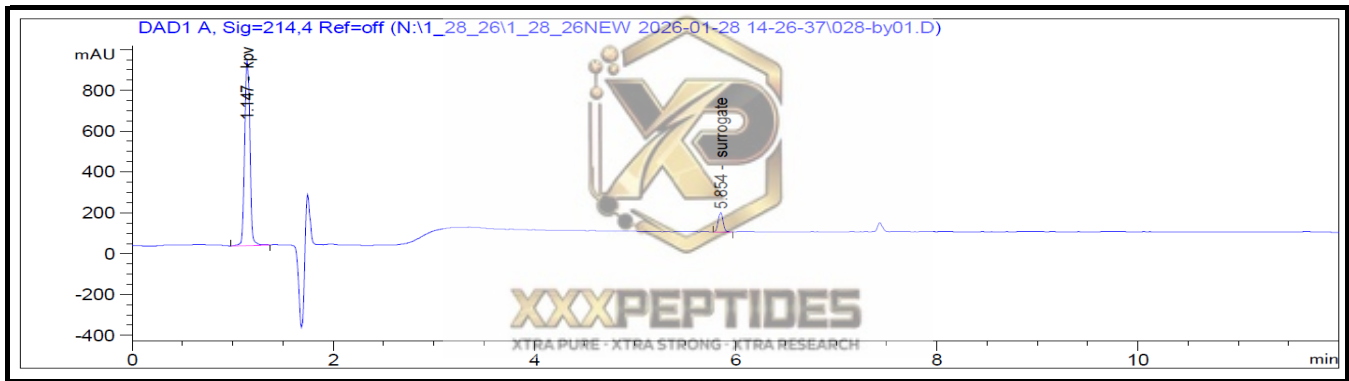 DAD1 A, Sig=214,4 Ref=off (N:\1_28_26\1_28_26NEW 2026-01-28 14-26-37\028-by01.D)
mAU
800
600
400
200
0
-200
-400
1.147 - kpv
5.854 - surrogate
XP
XXXPEPTIDES
XTRA PURE · XTRA STRONG · XTRA RESEARCH
0 2 4 6 8 10 min